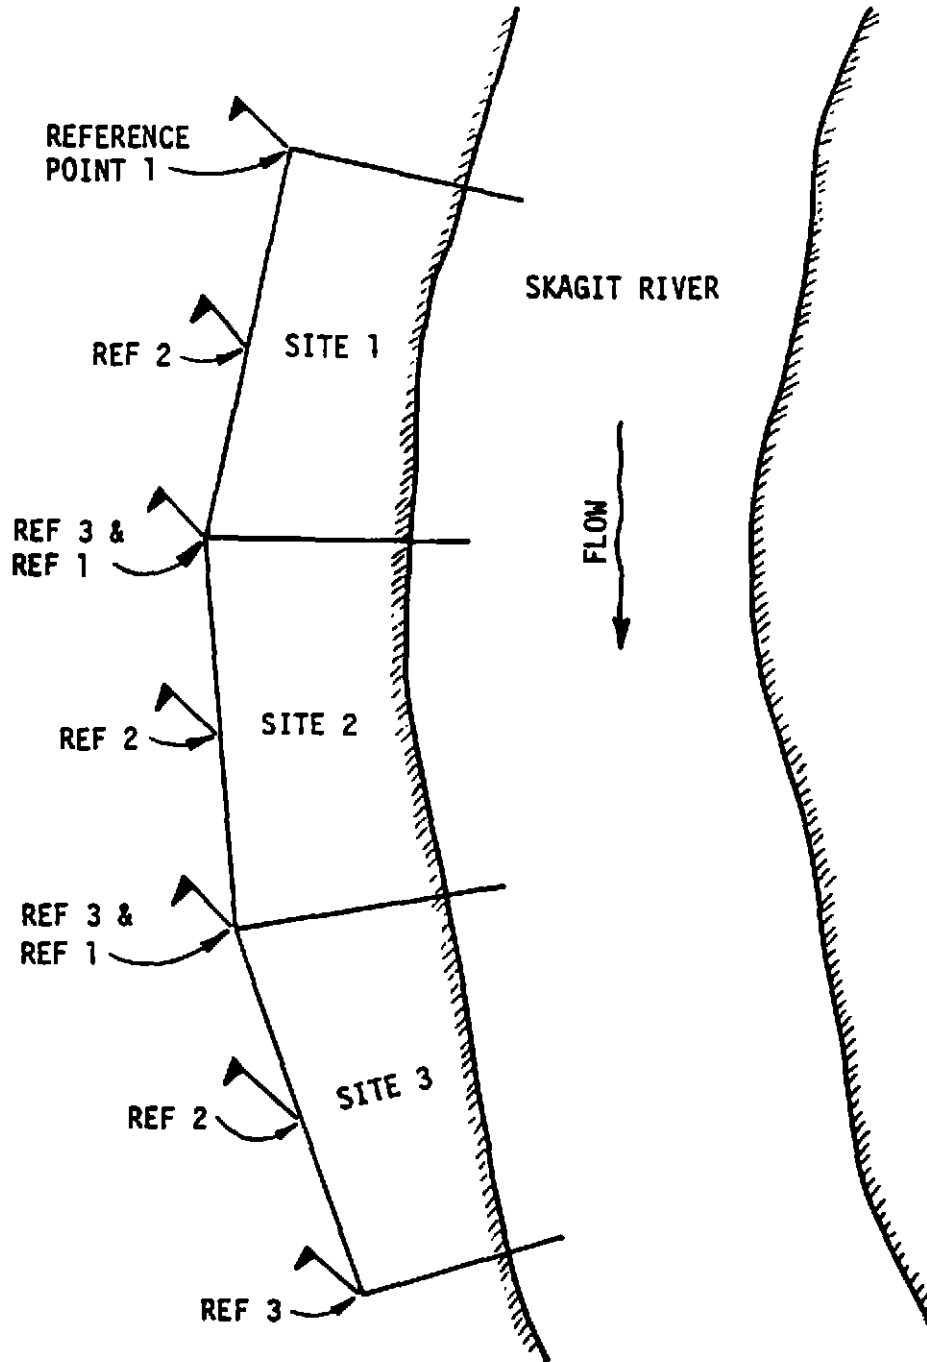 REFERENCE
POINT 1
SKAGIT RIVER
SITE 1
REF 2
FLOW
REF 3 &
REF 1
SITE 2
REF 2
REF 3 &
REF 1
SITE 3
REF 2
REF 3